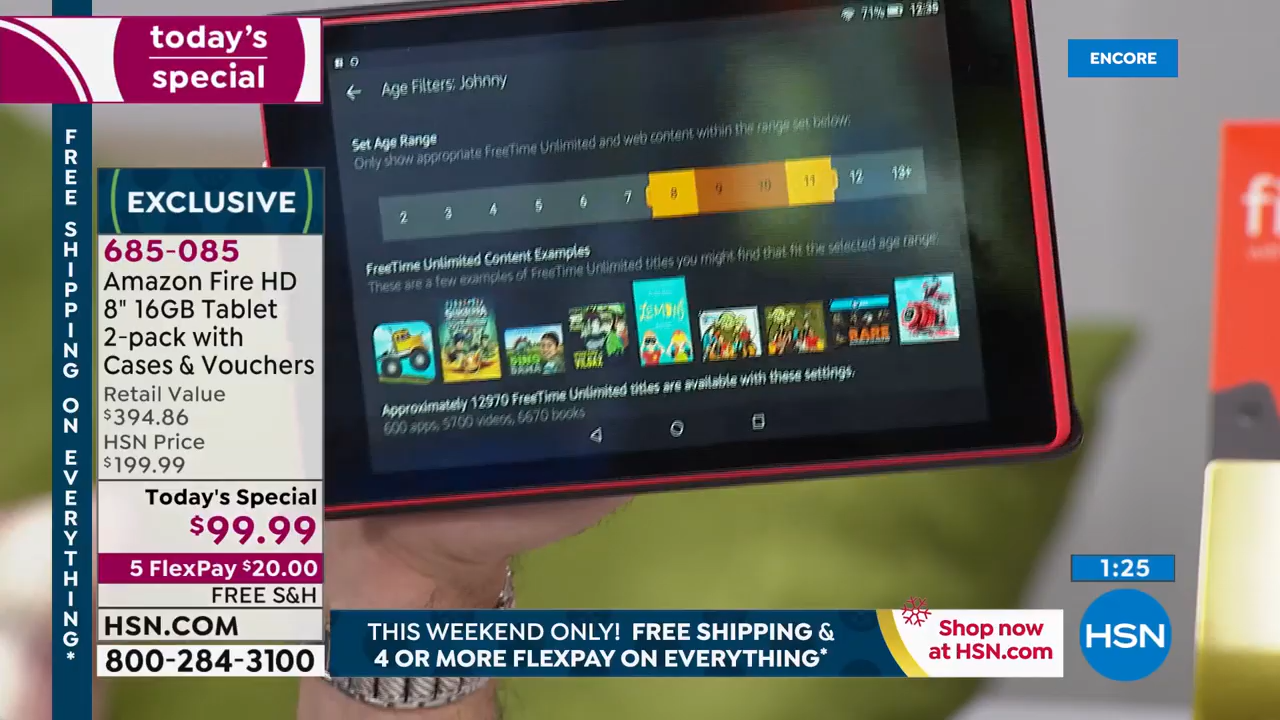 today's
special
ENCORE
FREE SHIPPING ON EVERYTHING*
EXCLUSIVE
685-085
Amazon Fire HD
8" 16GB Tablet
2-pack with
Cases & Vouchers
Retail Value
$394.86
HSN Price
$199.99
Today's Special
$99.99
5 FlexPay $20.00
FREE S&H
HSN.COM
800-284-3100
71% 12:39
Age Filters: Johnny
Set Age Range
Only show appropriate FreeTime Unlimited and web content within the range set below:
2 3 4 5 6 7 8 9 10 11 12 13+
FreeTime Unlimited Content Examples
These are a few examples of FreeTime Unlimited titles you might find that fit the selected age range:
LEMONS
DINO
DANA
RARE
Approximately 12970 FreeTime Unlimited titles are available with these settings.
600 apps, 5700 videos, 6670 books
fi
THIS WEEKEND ONLY! FREE SHIPPING &
4 OR MORE FLEXPAY ON EVERYTHING*
Shop now
at HSN.com
1:25
HSN